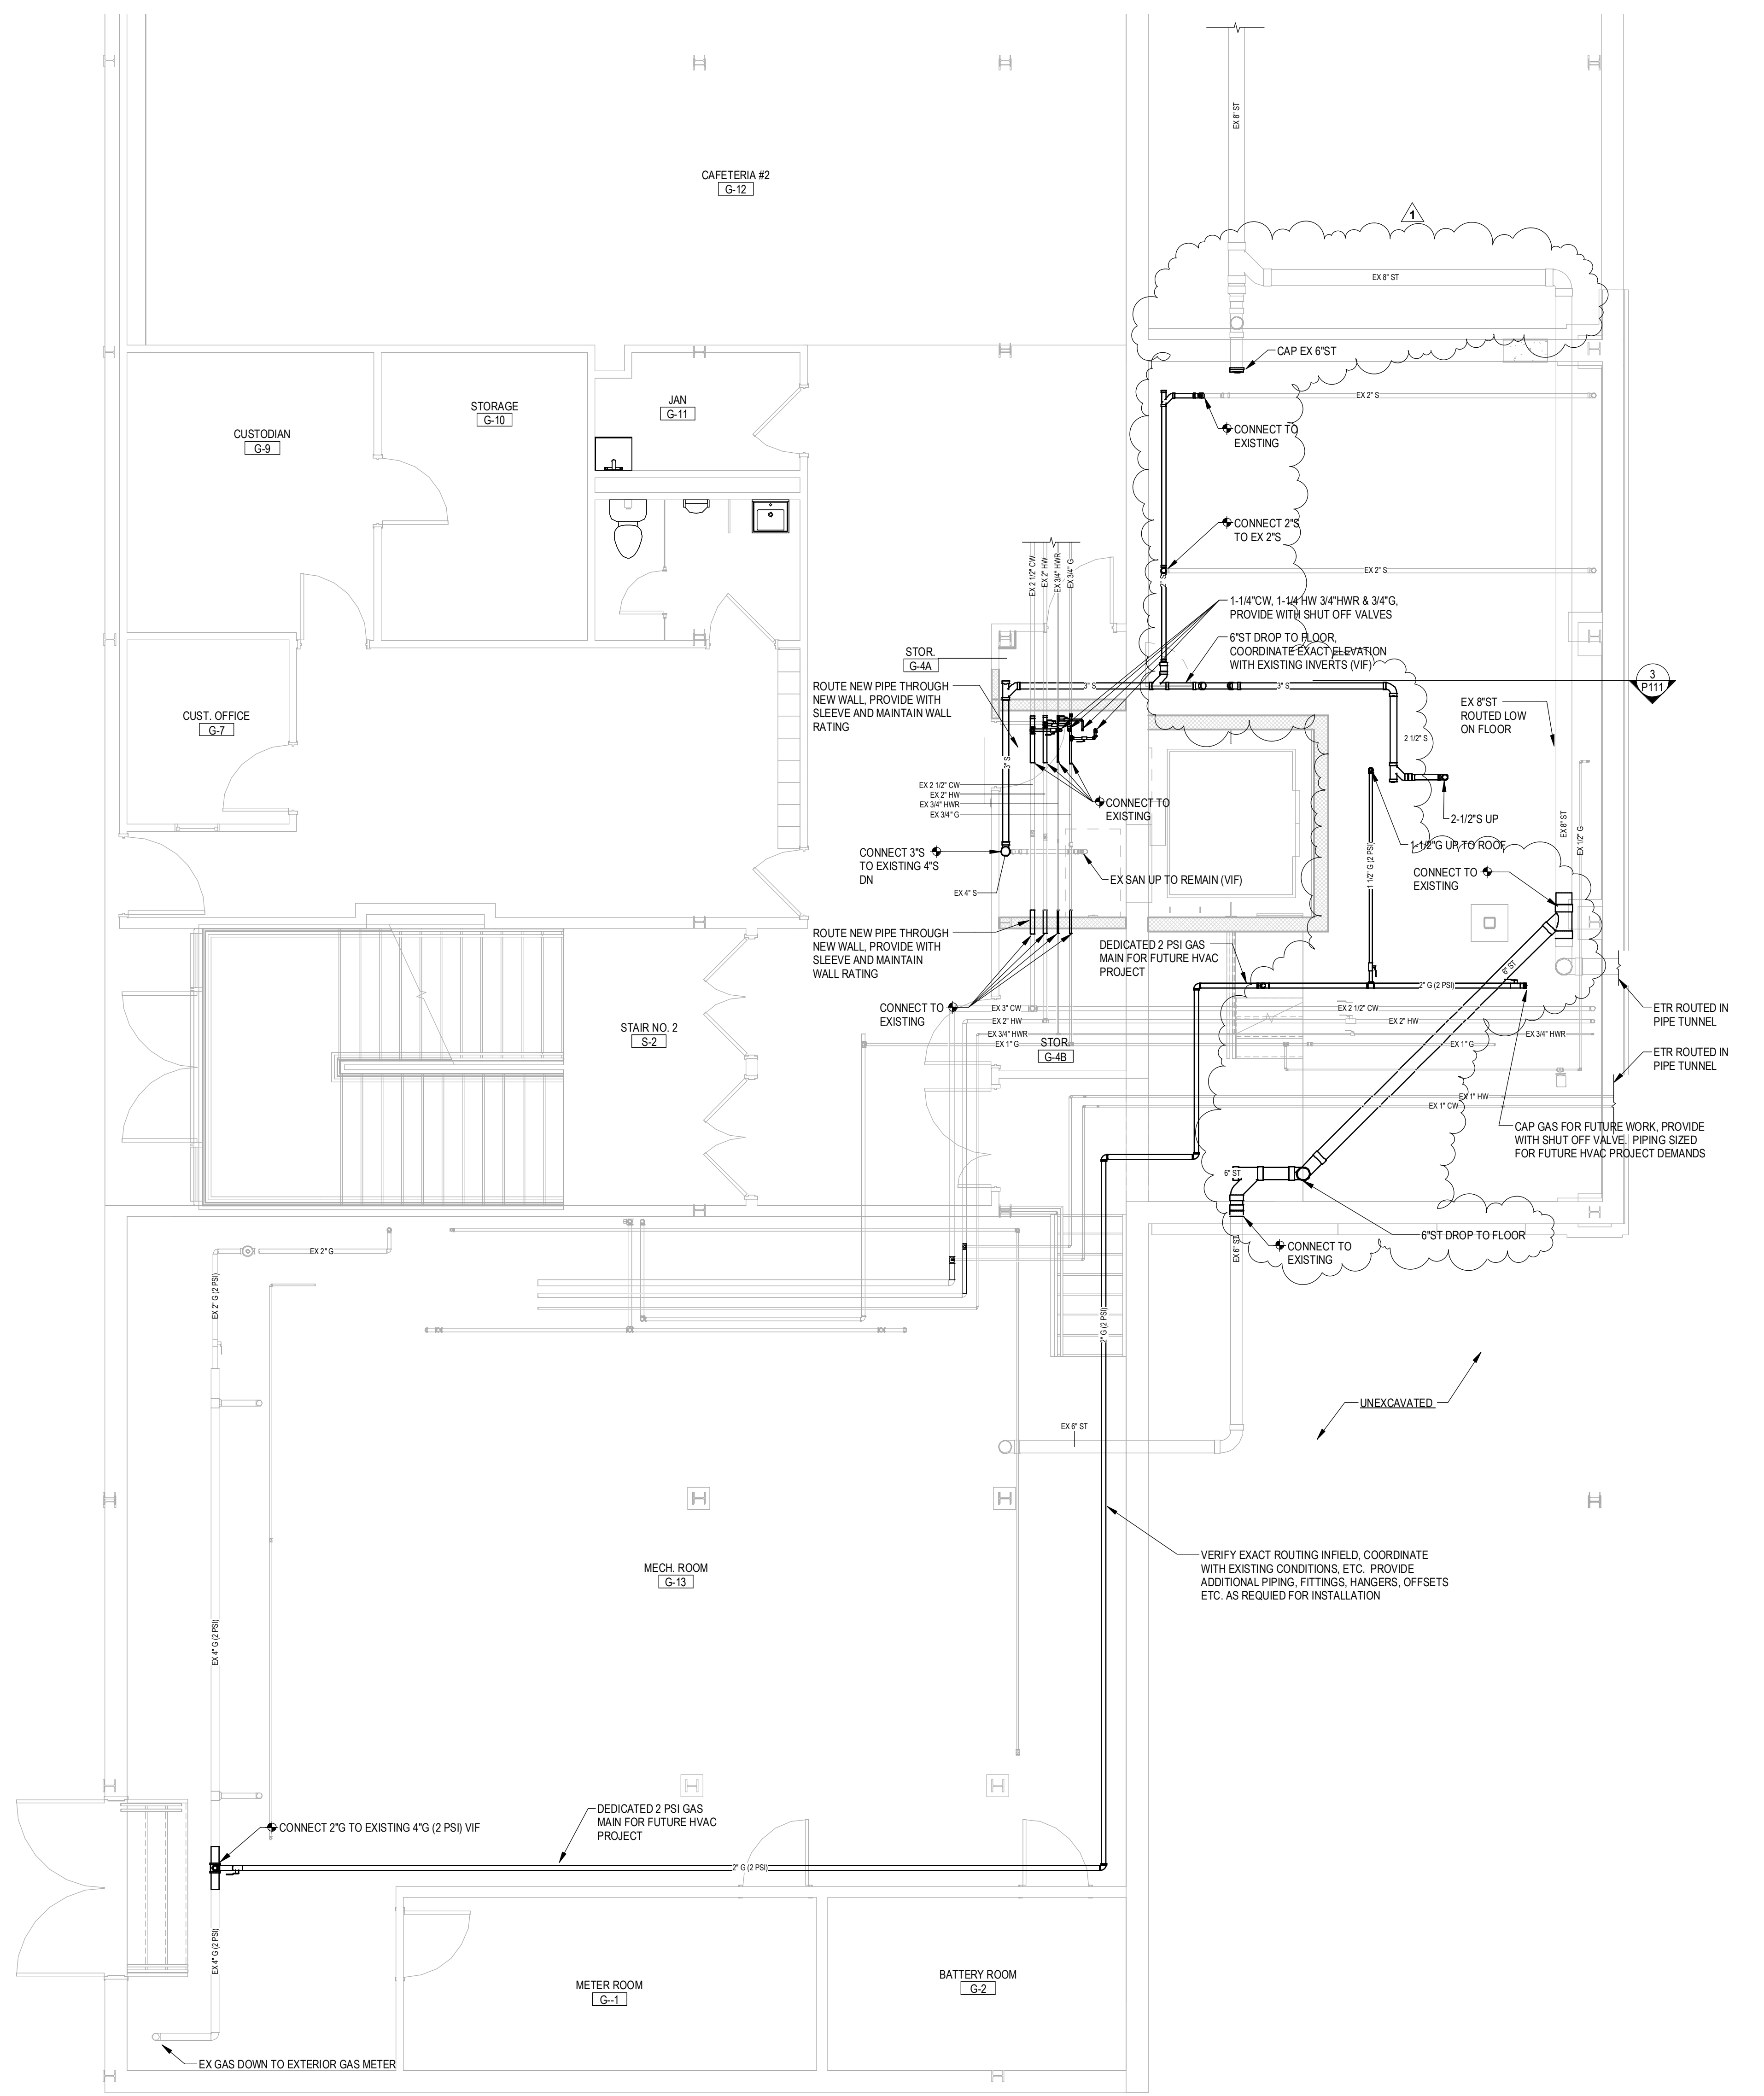 EX 8" ST
CAFETERIA #2
G-12
1
EX 8" ST
CAP EX 6"ST
EX 2" S
JAN
G-11
STORAGE
G-10
CUSTODIAN
G-9
CONNECT TO
EXISTING
CONNECT 2"S
TO EX 2"S
EX 2" S
2" S
EX 2 1/2" CW
EX 2" HW
EX 3/4" HWR
EX 3/4" G
1-1/4"CW, 1-1/4 HW 3/4"HWR & 3/4"G,
PROVIDE WITH SHUT OFF VALVES
6"ST DROP TO FLOOR,
COORDINATE EXACT ELEVATION
WITH EXISTING INVERTS (VIF)
STOR.
G-4A
3" S
3" S
3
P111
ROUTE NEW PIPE THROUGH
NEW WALL, PROVIDE WITH
SLEEVE AND MAINTAIN WALL
RATING
CUST. OFFICE
G-7
EX 8"ST
ROUTED LOW
ON FLOOR
2 1/2" S
3" S
EX 2 1/2" CW
EX 2" HW
EX 3/4" HWR
EX 3/4" G
CONNECT TO
EXISTING
2-1/2"S UP
EX 8" ST
EX 1/2" G
1-1/2"G UP TO ROOF
1 1/2" G (2 PSI)
CONNECT 3"S
TO EXISTING 4"S
DN
EX 4" S
EX SAN UP TO REMAIN (VIF)
CONNECT TO
EXISTING
ROUTE NEW PIPE THROUGH
NEW WALL, PROVIDE WITH
SLEEVE AND MAINTAIN
WALL RATING
DEDICATED 2 PSI GAS
MAIN FOR FUTURE HVAC
PROJECT
6" ST
2" G (2 PSI)
CONNECT TO
EXISTING
EX 3" CW
EX 2" HW
EX 3/4" HWR
EX 1" G
EX 2 1/2" CW
EX 2" HW
EX 3/4" HWR
EX 1" G
ETR ROUTED IN
PIPE TUNNEL
STAIR NO. 2
S-2
STOR.
G-4B
ETR ROUTED IN
PIPE TUNNEL
EX 1" HW
EX 1" CW
CAP GAS FOR FUTURE WORK, PROVIDE
WITH SHUT OFF VALVE. PIPING SIZED
FOR FUTURE HVAC PROJECT DEMANDS
6" ST
6"ST DROP TO FLOOR
CONNECT TO
EXISTING
EX 6" ST
EX 2" G
EX 2" G (2 PSI)
2" G (2 PSI)
UNEXCAVATED
EX 6" ST
VERIFY EXACT ROUTING INFIELD, COORDINATE
WITH EXISTING CONDITIONS, ETC. PROVIDE
ADDITIONAL PIPING, FITTINGS, HANGERS, OFFSETS
ETC. AS REQUIED FOR INSTALLATION
MECH. ROOM
G-13
EX 4" G (2 PSI)
DEDICATED 2 PSI GAS
MAIN FOR FUTURE HVAC
PROJECT
CONNECT 2"G TO EXISTING 4"G (2 PSI) VIF
2" G (2 PSI)
EX 4" G (2 PSI)
METER ROOM
G--1
BATTERY ROOM
G-2
EX GAS DOWN TO EXTERIOR GAS METER